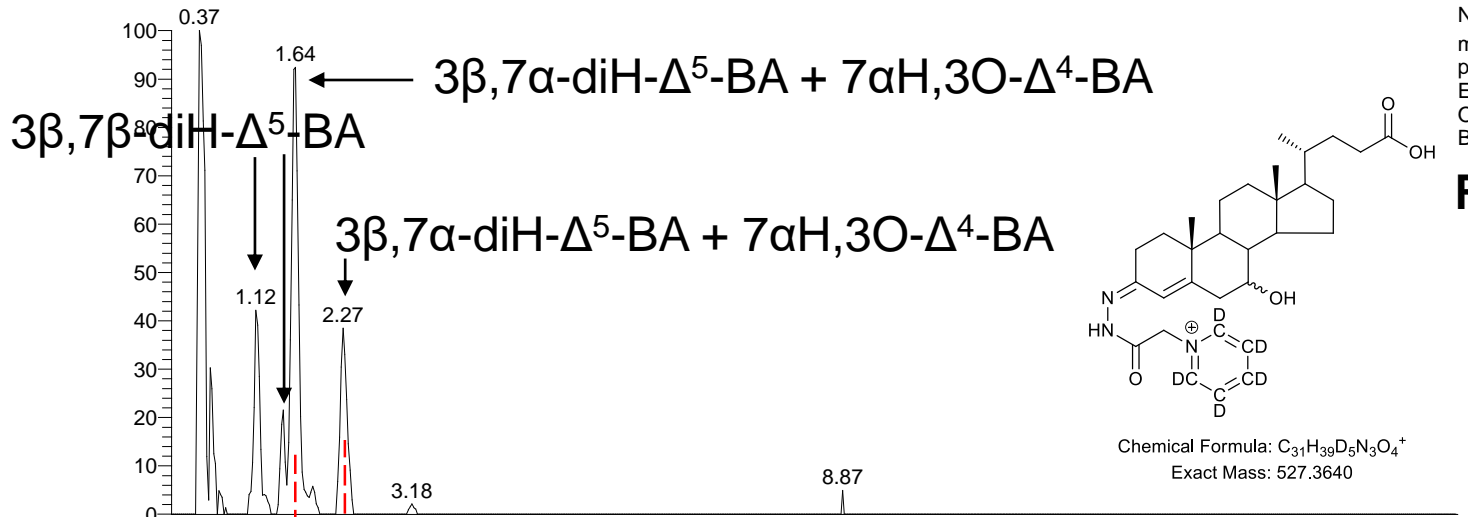 0.37
100
1.64
90
3β,7α-diH-Δ⁵-BA + 7αH,3O-Δ⁴-BA
80
3β,7β-diH-Δ⁵-BA
70
60
3β,7α-diH-Δ⁵-BA + 7αH,3O-Δ⁴-BA
50
1.12
2.27
40
30
20
10
3.18
8.87
0
O
OH
N
HN
OH
O
N
⊕
C
D
C
D
C
D
DC
C
D
Chemical Formula: C₃₁H₃₉D₅N₃O₄⁺
Exact Mass: 527.3640